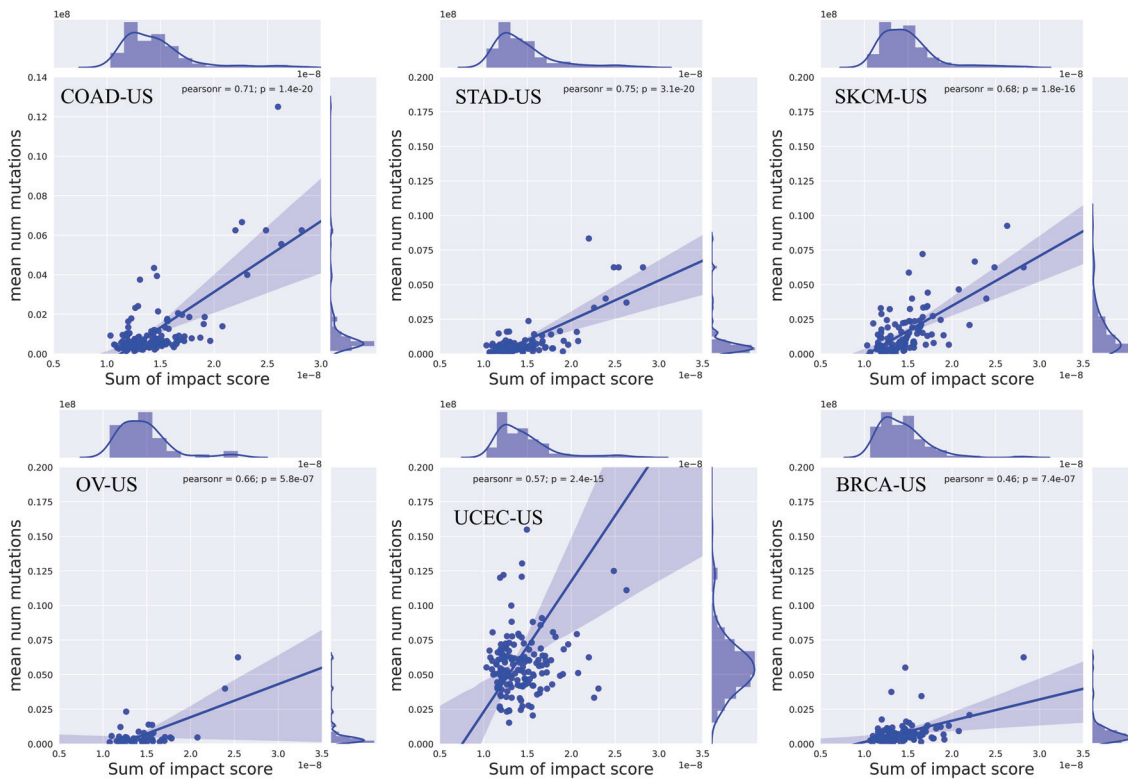 1e8
1e−8
COAD-US
pearsonr = 0.71; p = 1.4e-20
mean num mutations
0.14
0.12
0.10
0.08
0.06
0.04
0.02
0.00
0.5 1.0 1.5 2.0 2.5 3.0
1e−8
Sum of impact score
1e8
1e−8
STAD-US
pearsonr = 0.75; p = 3.1e-20
mean num mutations
0.200
0.175
0.150
0.125
0.100
0.075
0.050
0.025
0.000
0.5 1.0 1.5 2.0 2.5 3.0 3.5
1e−8
Sum of impact score
1e8
1e−8
SKCM-US
pearsonr = 0.68; p = 1.8e-16
mean num mutations
0.200
0.175
0.150
0.125
0.100
0.075
0.050
0.025
0.000
0.5 1.0 1.5 2.0 2.5 3.0 3.5
1e−8
Sum of impact score
1e8
1e−8
OV-US
pearsonr = 0.66; p = 5.8e-07
mean num mutations
0.200
0.175
0.150
0.125
0.100
0.075
0.050
0.025
0.000
0.5 1.0 1.5 2.0 2.5 3.0 3.5
1e−8
Sum of impact score
1e8
1e−8
pearsonr = 0.57; p = 2.4e-15
UCEC-US
mean num mutations
0.200
0.175
0.150
0.125
0.100
0.075
0.050
0.025
0.000
0.5 1.0 1.5 2.0 2.5 3.0 3.5
1e−8
Sum of impact score
1e8
1e−8
BRCA-US
pearsonr = 0.46; p = 7.4e-07
mean num mutations
0.200
0.175
0.150
0.125
0.100
0.075
0.050
0.025
0.000
0.5 1.0 1.5 2.0 2.5 3.0 3.5
1e−8
Sum of impact score